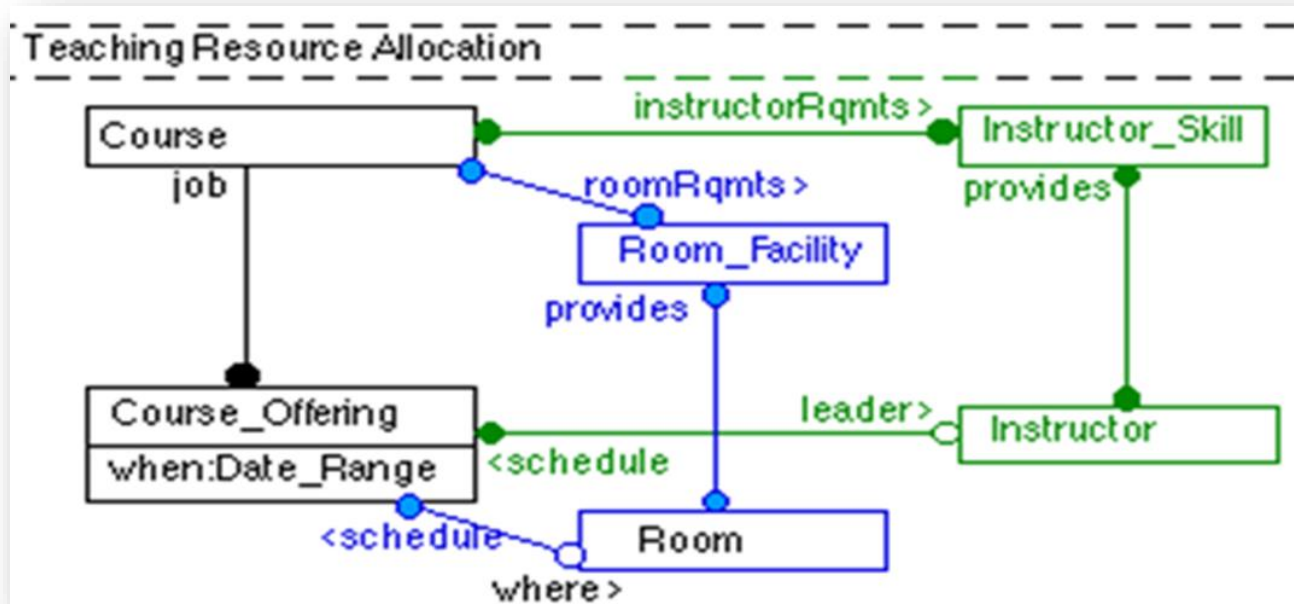 Teaching Resource Allocation
instructorRqmts >
Course
Instructor_Skill
job
roomRqmts >
provides
Room_Facility
provides
Course_Offering
leader>
Instructor
when:Date_Range
<schedule
<schedule
Room
where >